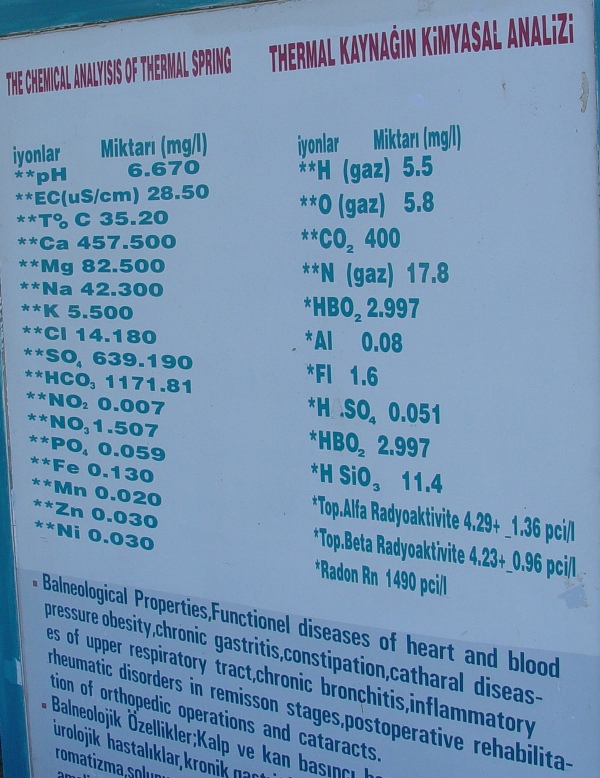 THE CHEMICAL ANALYISIS OF THERMAL SPRING
iyonlar Miktarı (mg/l)
**pH 6.670
**EC(uS/cm) 28.50
**T% C 35.20
**Ca 457.500
**Mg 82.500
**Na 42.300
**K 5.500
**Cl 14.180
**SO₄ 639.190
**HCO₃ 1171.81
**NO₂ 0.007
**NO₃ 1.507
**PO₄ 0.059
**Fe 0.130
**Mn 0.020
**Zn 0.030
**Ni 0.030
THERMAL KAYNAĞIN KİMYASAL ANALİZİ
iyonlar Miktarı (mg/l)
**H (gaz) 5.5
**O (gaz) 5.8
**CO₂ 400
**N (gaz) 17.8
*HBO₂ 2.997
*Al 0.08
*Fl 1.6
*H .SO₄ 0.051
*HBO₂ 2.997
*H SiO₃ 11.4
*Top.Alfa Radyoaktivite 4.29+_1.36 pci/l
*Top.Beta Radyoaktivite 4.23+_0.96 pci/l
*Radon Rn 1490 pci/l
▪ Balneological Properties,Functionel diseases of heart and blood
pressure obesity,chronic gastritis,constipation,catharal diseas-
es of upper respiratory tract,chronic bronchitis,inflammatory
rheumatic disorders in remisson stages,postoperative rehabilita-
tion of orthopedic operations and cataracts.
▪ Balneolojik Özellikler;Kalp ve kan basıncı
ürolojik hastalıklar,kronik
romatizma,